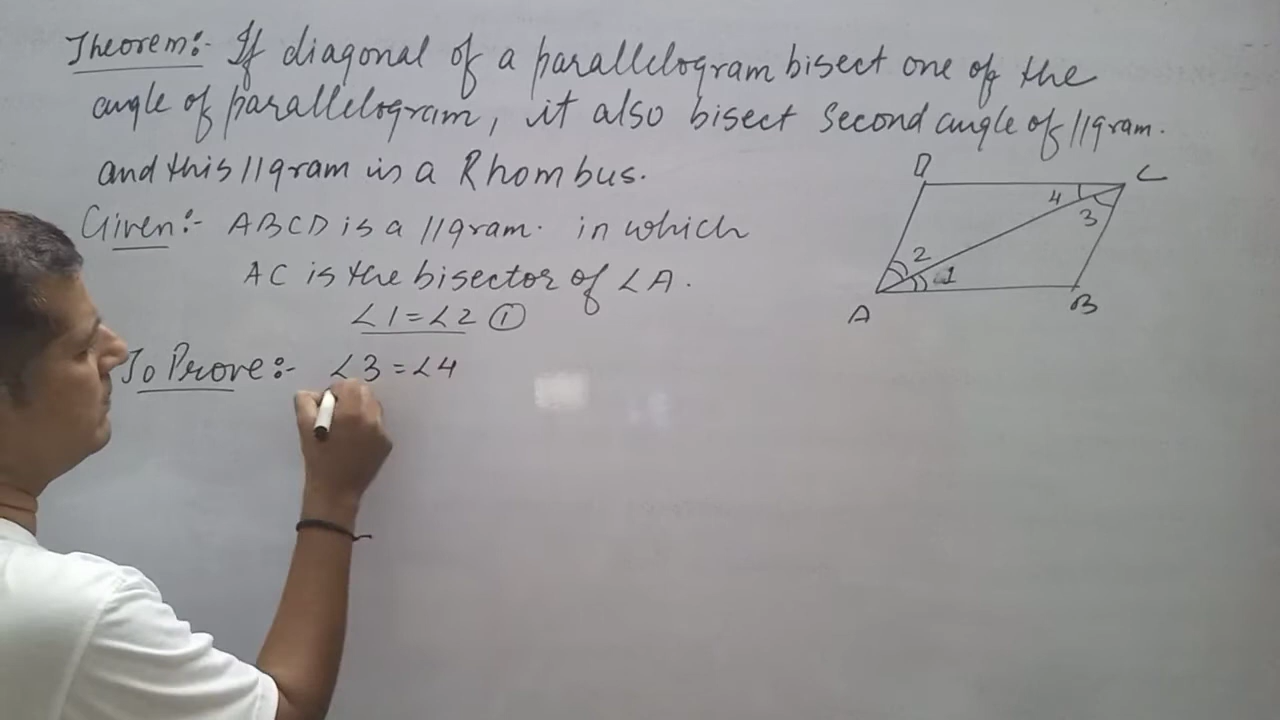 Theorem:- If diagonal of a parallelogram bisect one of the
angle of parallelogram, it also bisect second angle of ||gram.
and this ||gram is a Rhombus.
Given:- ABCD is a ||gram. in which
AC is the bisector of ∠A.
∠1=∠2 ①
To Prove:- ∠3=∠4
D C
4
3
2
1
A B